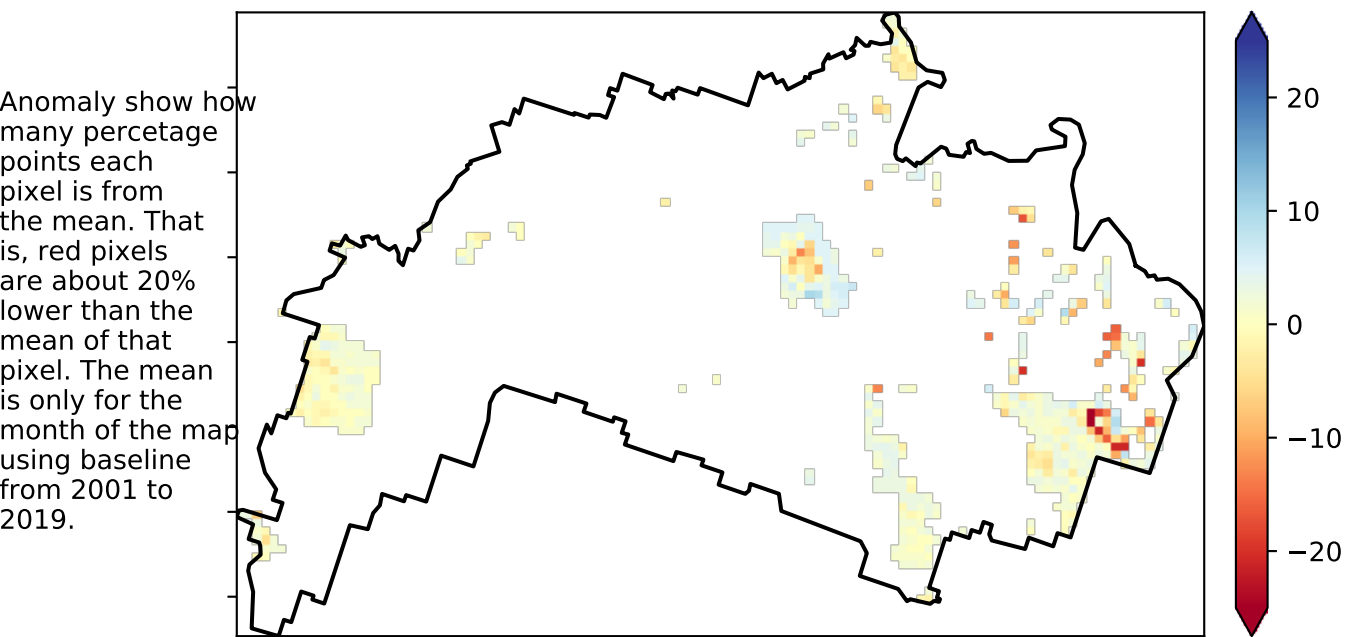 Anomaly show how
many percetage
points each
pixel is from
the mean. That
is, red pixels
are about 20%
lower than the
mean of that
pixel. The mean
is only for the
month of the map
using baseline
from 2001 to
2019.
20
10
0
−10
−20